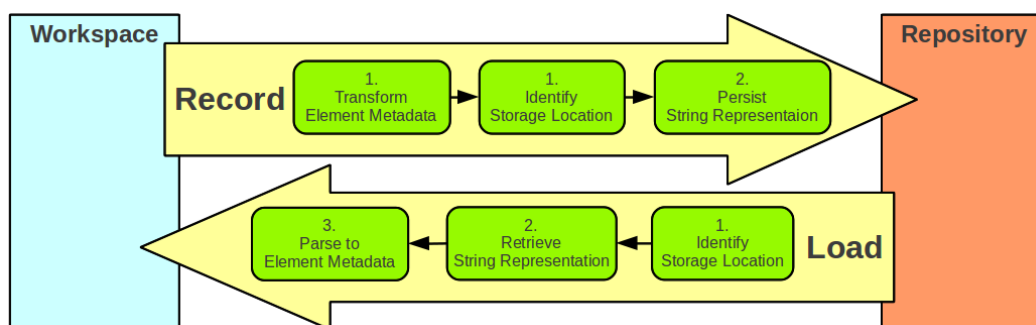 Workspace
Repository
Record
1.
Transform
Element Metadata
1.
Identify
Storage Location
2.
Persist
String Representaion
3.
Parse to
Element Metadata
2.
Retrieve
String Representation
1.
Identify
Storage Location
Load